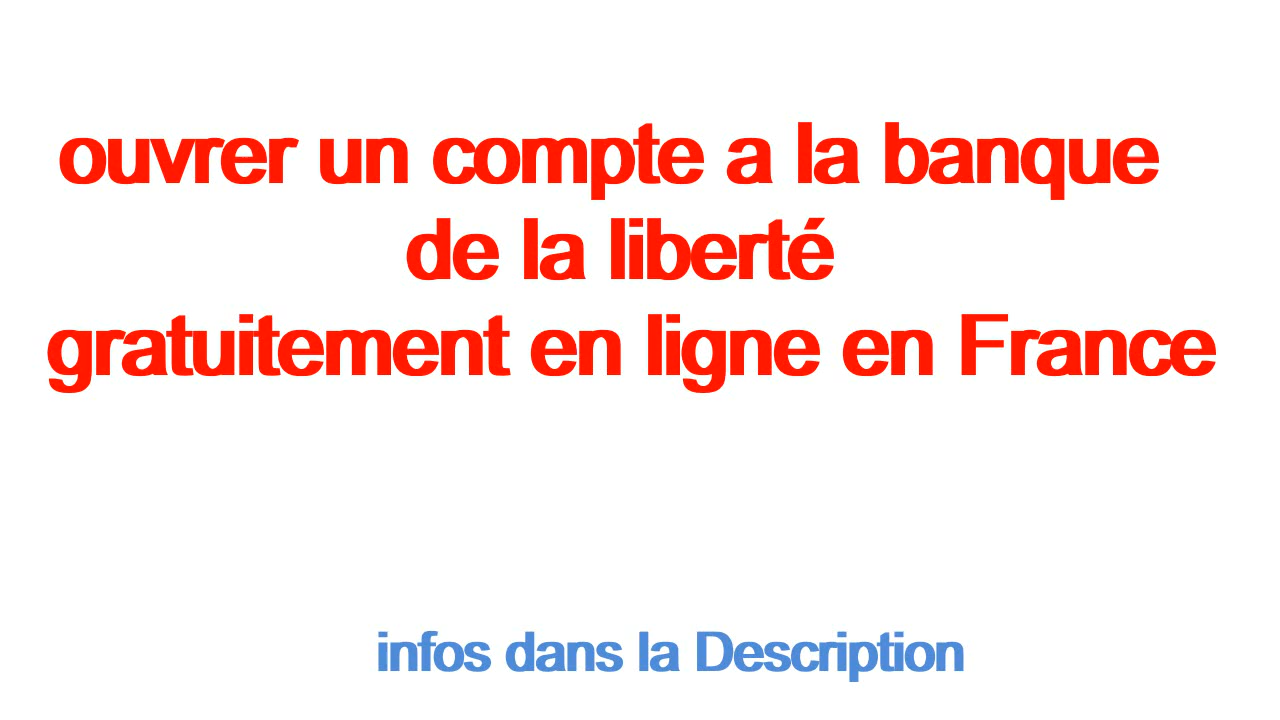 ouvrer un compte a la banque
de la liberté
gratuitement en ligne en France
infos dans la Description